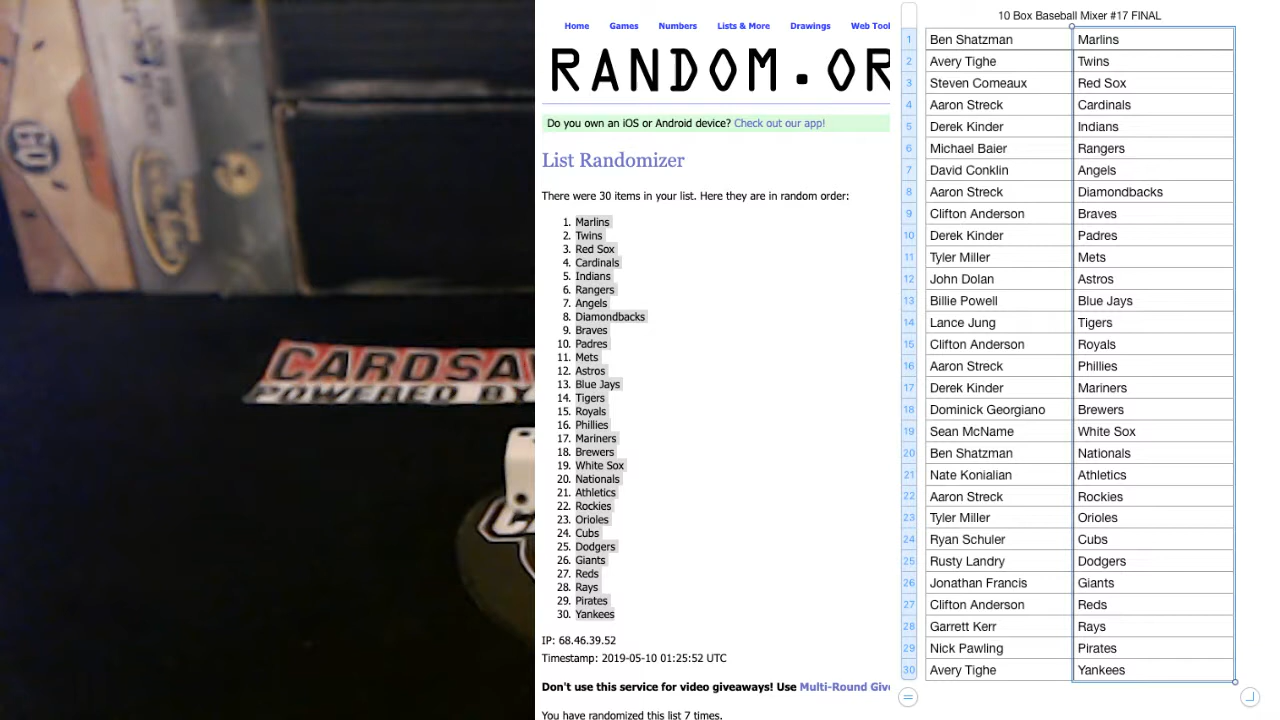 GO
CARDSA
POWERED BY
Home Games Numbers Lists & More Drawings Web Tool
RANDOM.OR
Do you own an iOS or Android device? Check out our app!
List Randomizer
There were 30 items in your list. Here they are in random order:
1. Marlins
2. Twins
3. Red Sox
4. Cardinals
5. Indians
6. Rangers
7. Angels
8. Diamondbacks
9. Braves
10. Padres
11. Mets
12. Astros
13. Blue Jays
14. Tigers
15. Royals
16. Phillies
17. Mariners
18. Brewers
19. White Sox
20. Nationals
21. Athletics
22. Rockies
23. Orioles
24. Cubs
25. Dodgers
26. Giants
27. Reds
28. Rays
29. Pirates
30. Yankees
IP: 68.46.39.52
Timestamp: 2019-05-10 01:25:52 UTC
Don't use this service for video giveaways! Use Multi-Round Giv
You have randomized this list 7 times.
10 Box Baseball Mixer #17 FINAL
1 Ben Shatzman Marlins
2 Avery Tighe Twins
3 Steven Comeaux Red Sox
4 Aaron Streck Cardinals
5 Derek Kinder Indians
6 Michael Baier Rangers
7 David Conklin Angels
8 Aaron Streck Diamondbacks
9 Clifton Anderson Braves
10 Derek Kinder Padres
11 Tyler Miller Mets
12 John Dolan Astros
13 Billie Powell Blue Jays
14 Lance Jung Tigers
15 Clifton Anderson Royals
16 Aaron Streck Phillies
17 Derek Kinder Mariners
18 Dominick Georgiano Brewers
19 Sean McName White Sox
20 Ben Shatzman Nationals
21 Nate Konialian Athletics
22 Aaron Streck Rockies
23 Tyler Miller Orioles
24 Ryan Schuler Cubs
25 Rusty Landry Dodgers
26 Jonathan Francis Giants
27 Clifton Anderson Reds
28 Garrett Kerr Rays
29 Nick Pawling Pirates
30 Avery Tighe Yankees